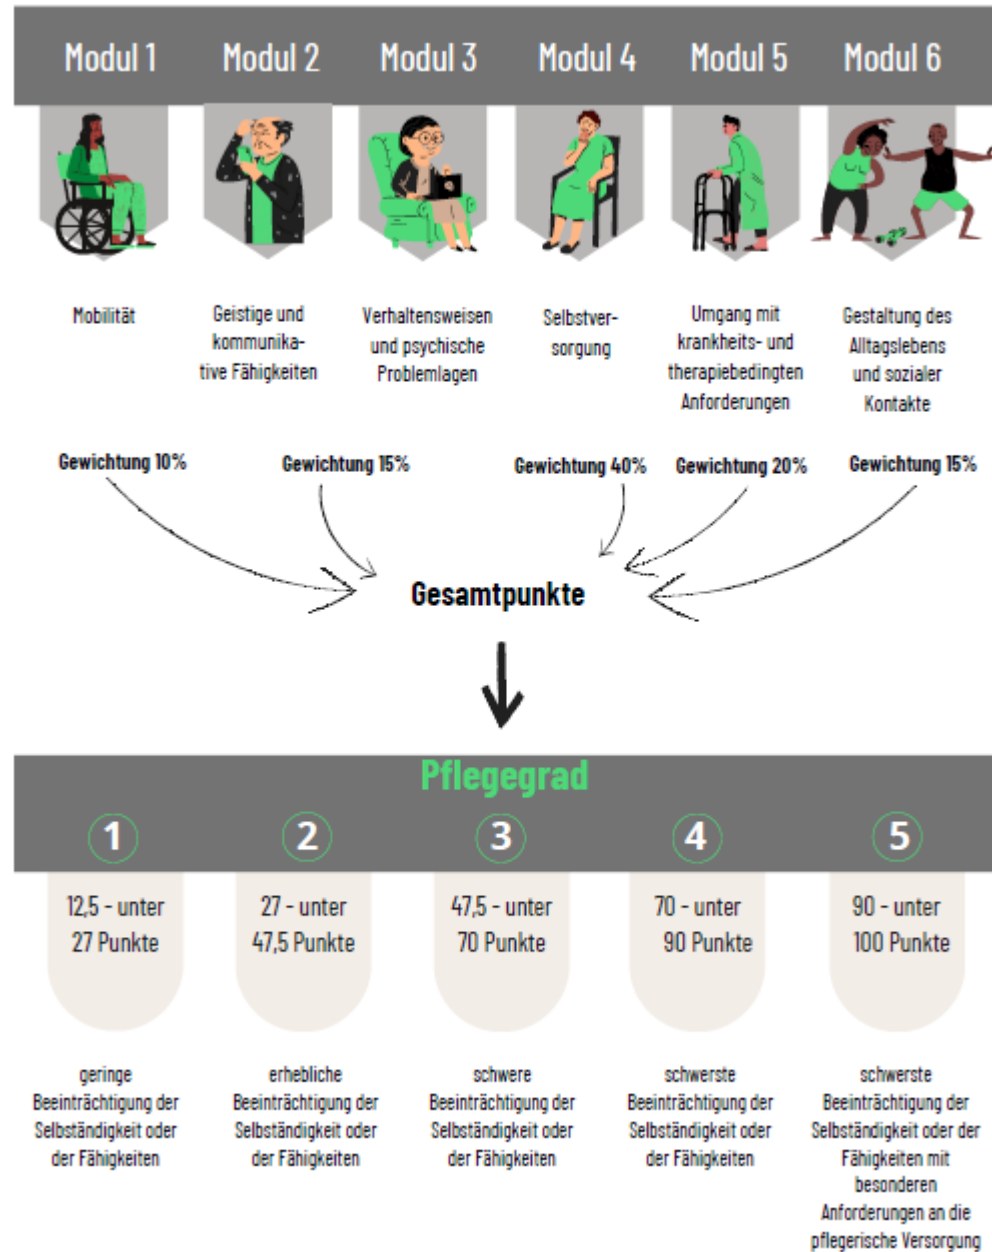 Modul 1
Modul 2
Modul 3
Modul 4
Modul 5
Modul 6
Mobilität
Geistige und
kommunika-
tive Fähigkeiten
Verhaltensweisen
und psychische
Problemlagen
Selbstver-
sorgung
Umgang mit
krankheits- und
therapiebedingten
Anforderungen
Gestaltung des
Alltagslebens
und sozialer
Kontakte
Gewichtung 10%
Gewichtung 15%
Gewichtung 40%
Gewichtung 20%
Gewichtung 15%
Gesamtpunkte
Pflegegrad
1
2
3
4
5
12,5 - unter
27 Punkte
27 - unter
47,5 Punkte
47,5 - unter
70 Punkte
70 - unter
90 Punkte
90 - unter
100 Punkte
geringe
Beeinträchtigung der
Selbständigkeit oder
der Fähigkeiten
erhebliche
Beeinträchtigung der
Selbständigkeit oder
der Fähigkeiten
schwere
Beeinträchtigung der
Selbständigkeit oder
der Fähigkeiten
schwerste
Beeinträchtigung der
Selbständigkeit oder
der Fähigkeiten
schwerste
Beeinträchtigung der
Selbständigkeit oder der
Fähigkeiten mit
besonderen
Anforderungen an die
pflegerische Versorgung